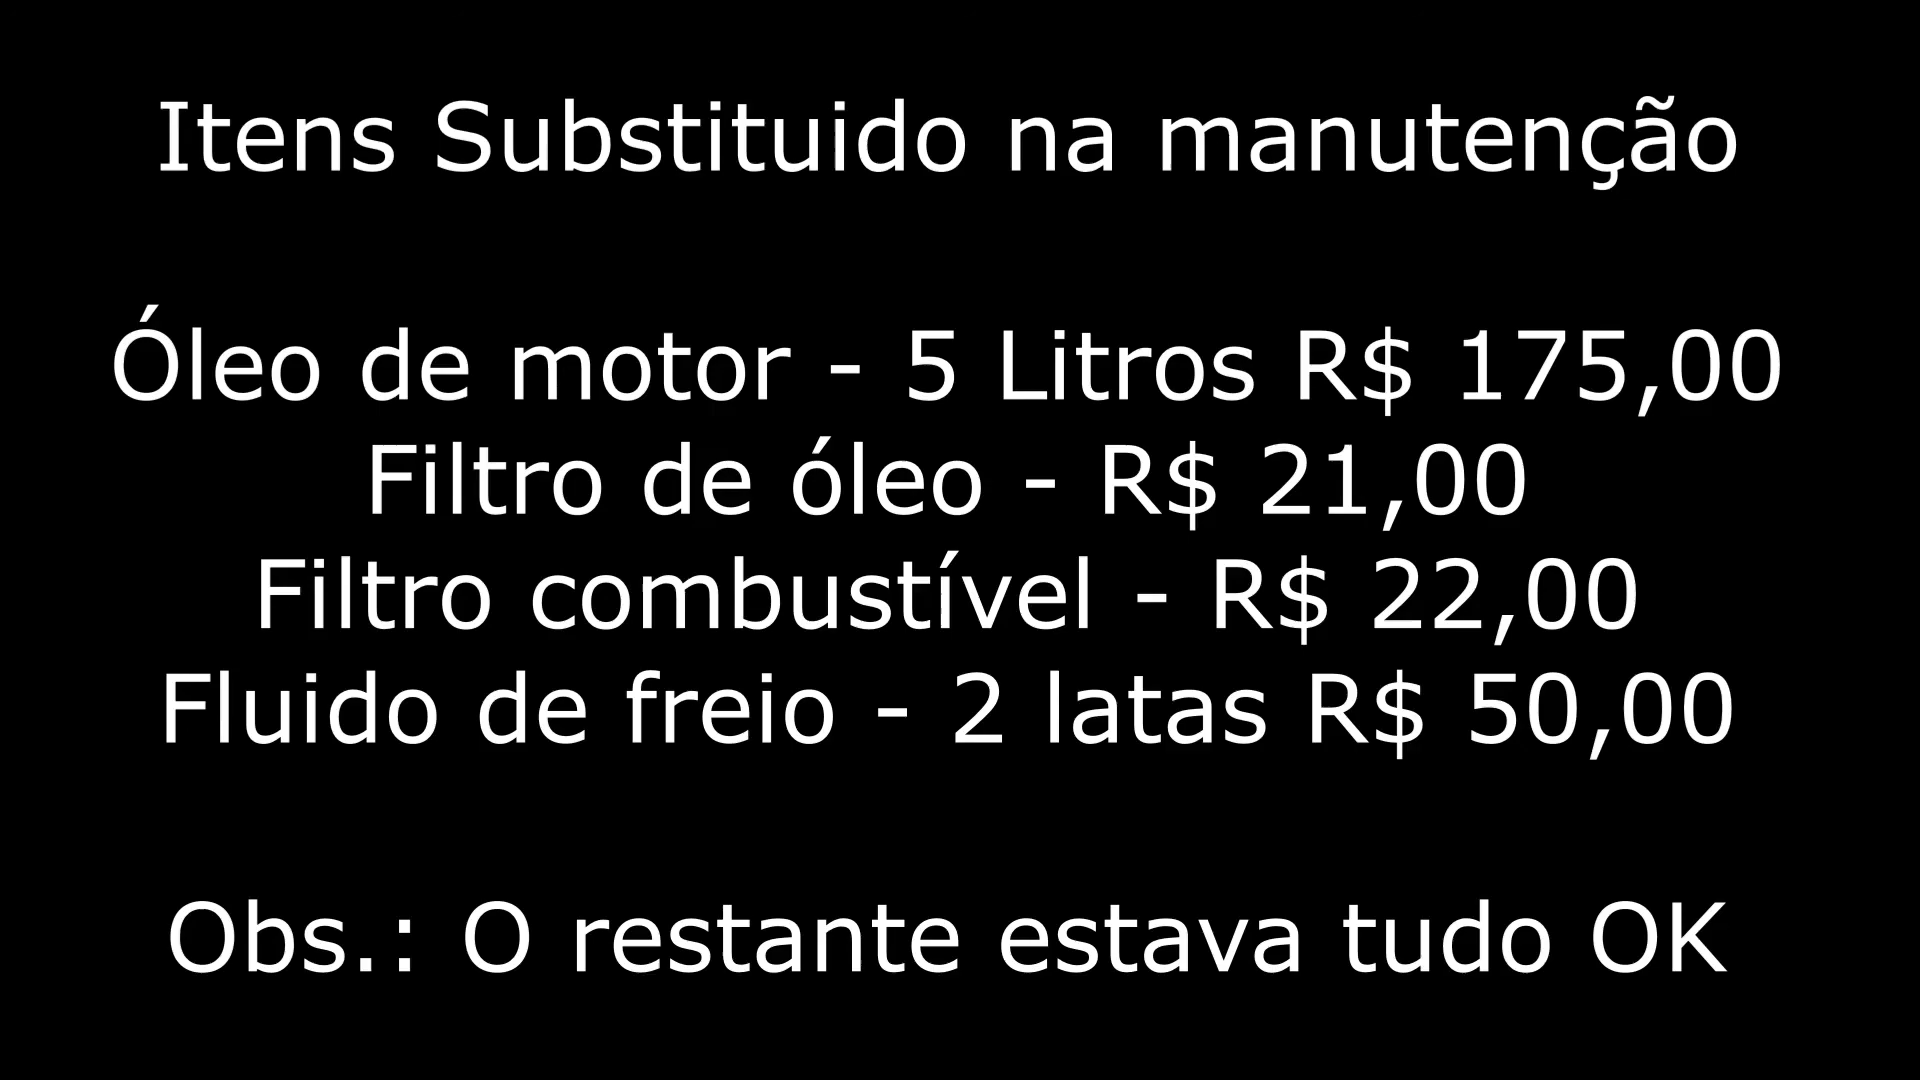 Itens Substituido na manutenção
Óleo de motor - 5 Litros R$ 175,00
Filtro de óleo - R$ 21,00
Filtro combustível - R$ 22,00
Fluido de freio - 2 latas R$ 50,00
Obs.: O restante estava tudo OK